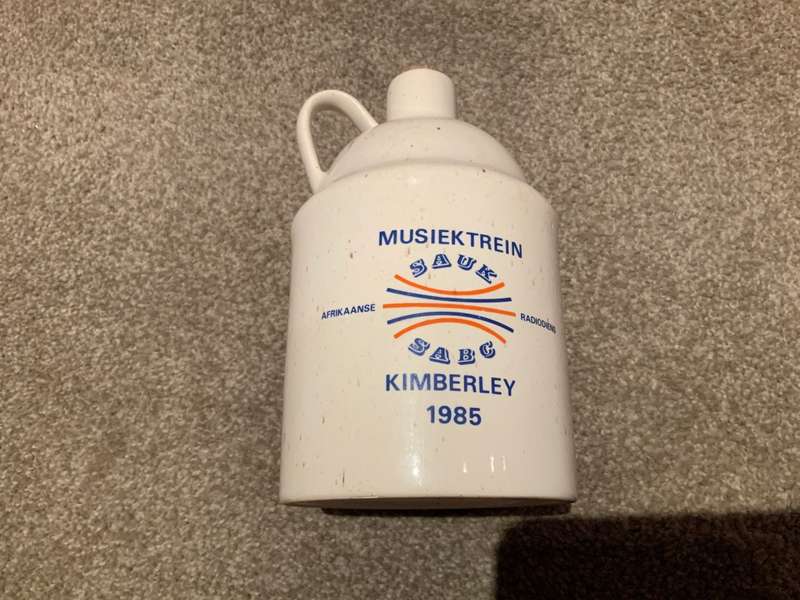 MUSIEKTREIN
SAUK
AFRIKAANSE RADIODIENS
SABC
KIMBERLEY
1985